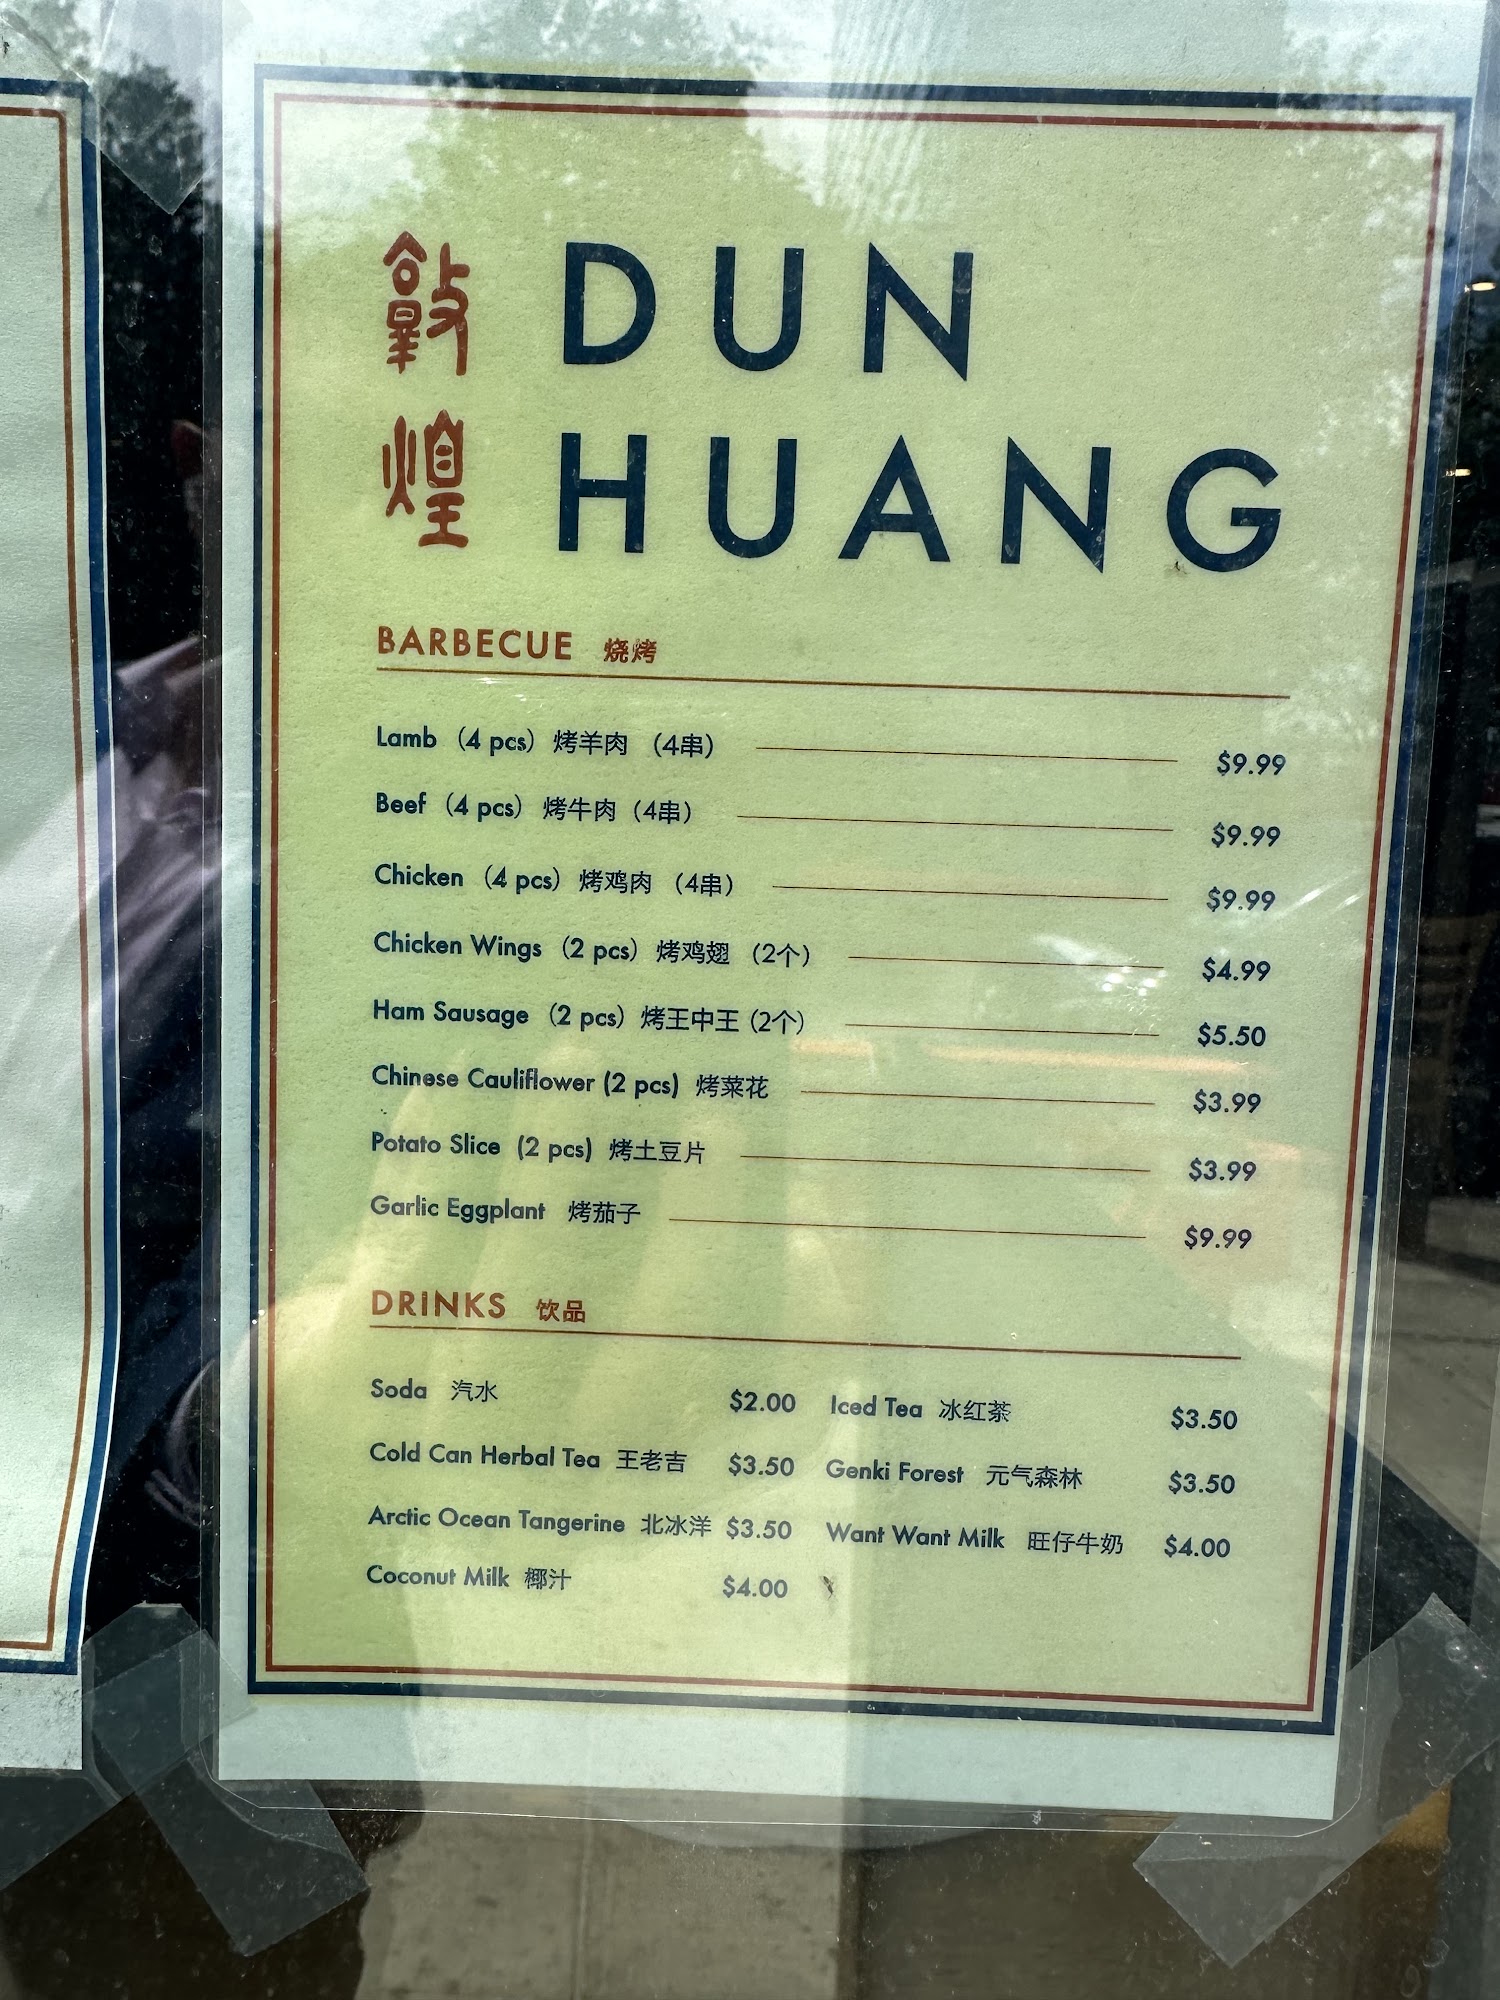 敦 DUN
煌 HUANG
BARBECUE 烧烤
Lamb (4 pcs) 烤羊肉 (4串) $9.99
Beef (4 pcs) 烤牛肉 (4串) $9.99
Chicken (4 pcs) 烤鸡肉 (4串) $9.99
Chicken Wings (2 pcs) 烤鸡翅 (2个) $4.99
Ham Sausage (2 pcs) 烤王中王 (2个) $5.50
Chinese Cauliflower (2 pcs) 烤菜花 $3.99
Potato Slice (2 pcs) 烤土豆片 $3.99
Garlic Eggplant 烤茄子 $9.99
DRINKS 饮品
Soda 汽水 $2.00 Iced Tea 冰红茶 $3.50
Cold Can Herbal Tea 王老吉 $3.50 Genki Forest 元气森林 $3.50
Arctic Ocean Tangerine 北冰洋 $3.50 Want Want Milk 旺仔牛奶 $4.00
Coconut Milk 椰汁 $4.00